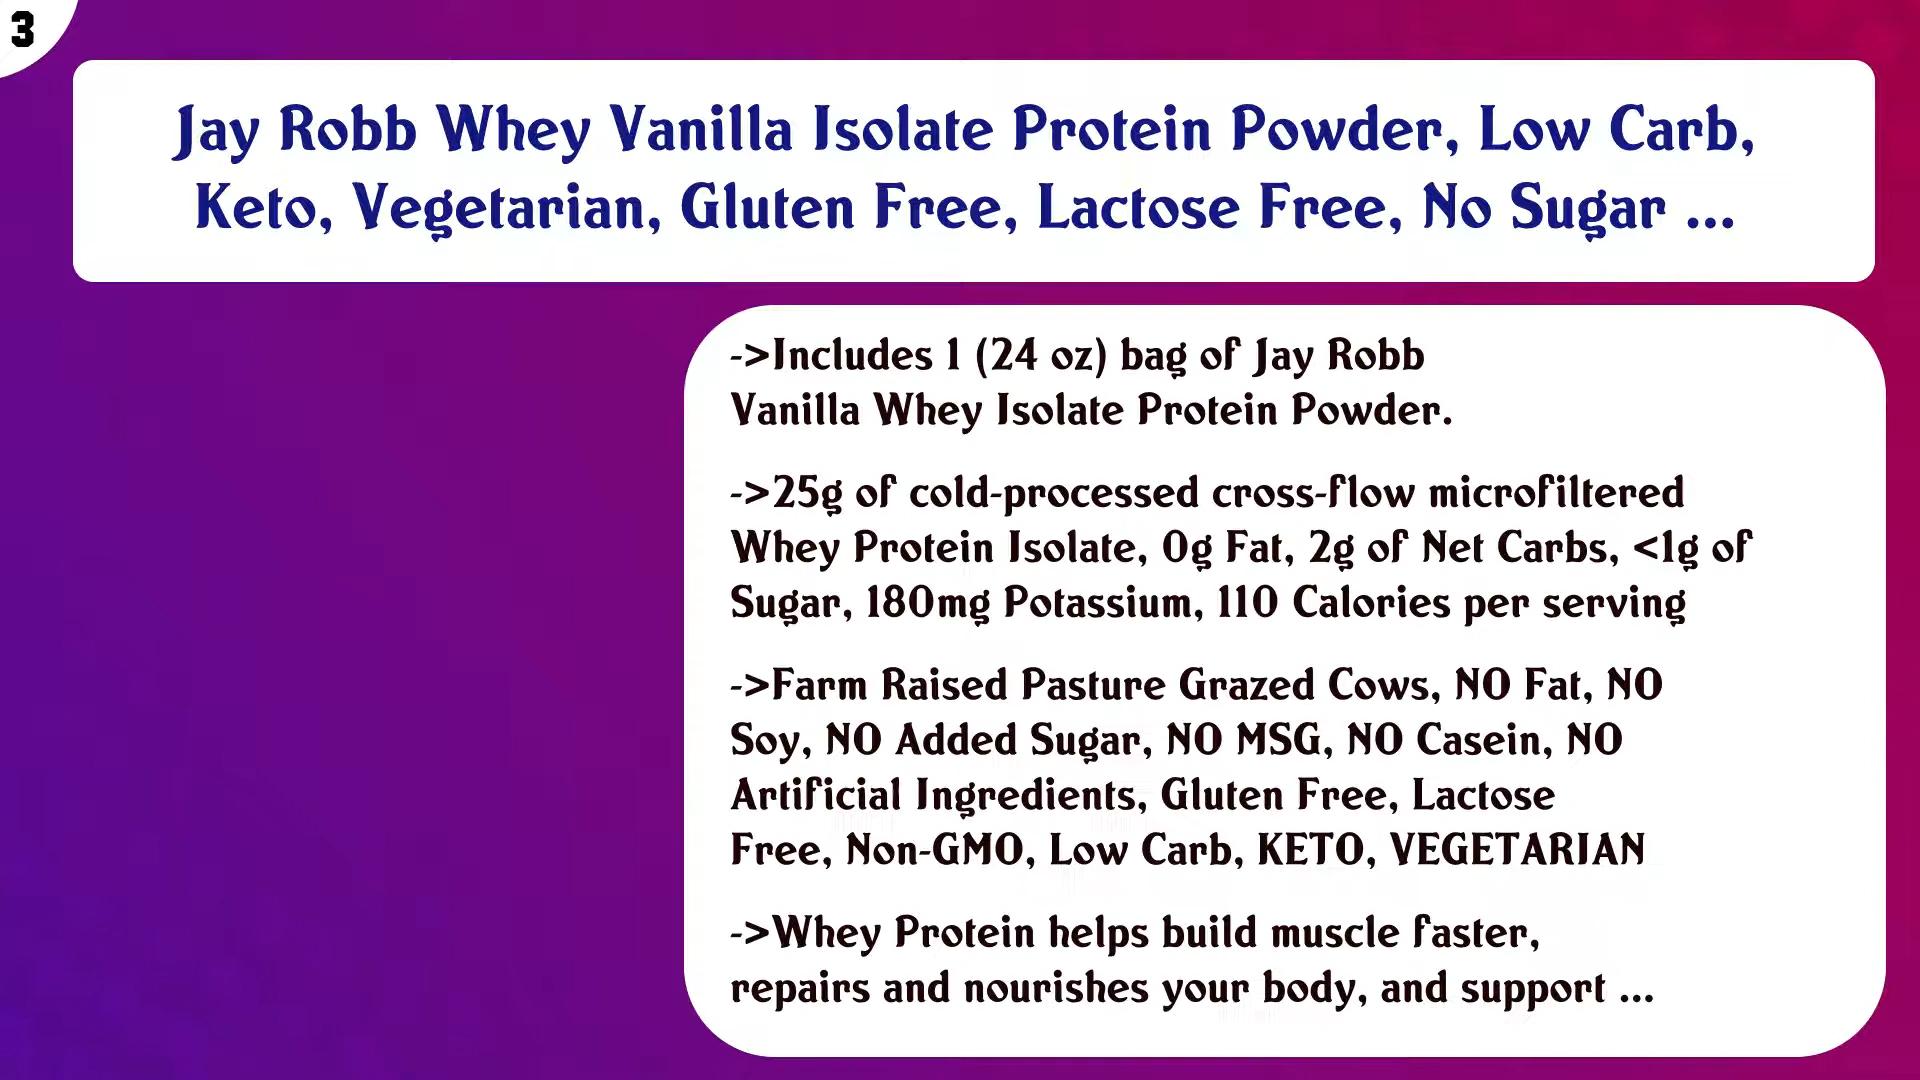 3
Jay Robb Whey Vanilla Isolate Protein Powder, Low Carb,
Keto, Vegetarian, Gluten Free, Lactose Free, No Sugar ...
->Includes 1 (24 oz) bag of Jay Robb
Vanilla Whey Isolate Protein Powder.
->25g of cold-processed cross-flow microfiltered
Whey Protein Isolate, 0g Fat, 2g of Net Carbs, <1g of
Sugar, 180mg Potassium, 110 Calories per serving
->Farm Raised Pasture Grazed Cows, NO Fat, NO
Soy, NO Added Sugar, NO MSG, NO Casein, NO
Artificial Ingredients, Gluten Free, Lactose
Free, Non-GMO, Low Carb, KETO, VEGETARIAN
->Whey Protein helps build muscle faster,
repairs and nourishes your body, and support ...